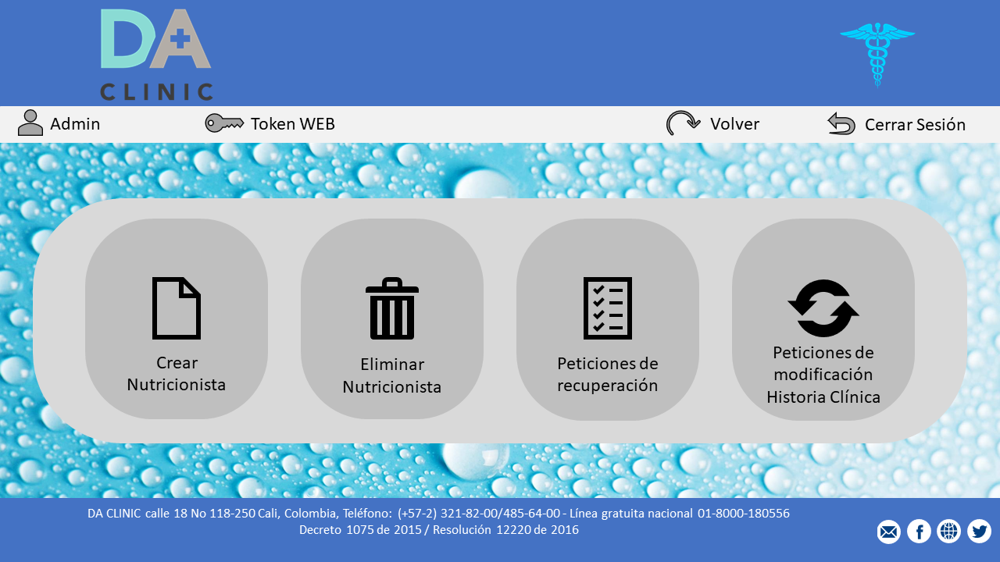 DA
CLINIC
Admin
Token WEB
Volver
Cerrar Sesión
Crear
Nutricionista
Eliminar
Nutricionista
Peticiones de
recuperación
Peticiones de
modificación
Historia Clínica
DA CLINIC calle 18 No 118-250 Cali, Colombia, Teléfono: (+57-2) 321-82-00/485-64-00 - Línea gratuita nacional 01-8000-180556
Decreto 1075 de 2015 / Resolución 12220 de 2016